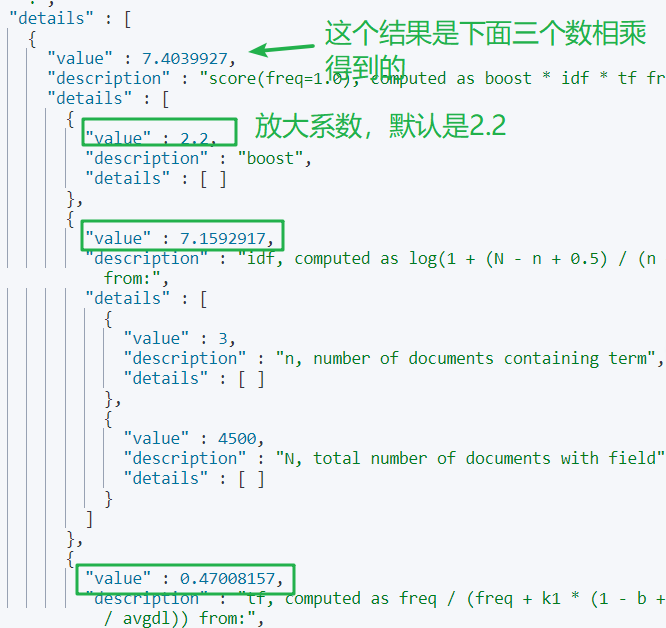 "details" : [
{
"value" : 7.4039927,
这个结果是下面三个数相乘
得到的
"description" : "score(freq=1.0), computed as boost * idf * tf fr
"details" : [
{
"value" : 2.2,
放大系数，默认是2.2
"description" : "boost",
"details" : [ ]
},
{
"value" : 7.1592917,
"description" : "idf, computed as log(1 + (N - n + 0.5) / (n
from:",
"details" : [
{
"value" : 3,
"description" : "n, number of documents containing term",
"details" : [ ]
},
{
"value" : 4500,
"description" : "N, total number of documents with field"
"details" : [ ]
}
]
},
{
"value" : 0.47008157,
"description" : "tf, computed as freq / (freq + k1 * (1 - b +
/ avgdl)) from:",